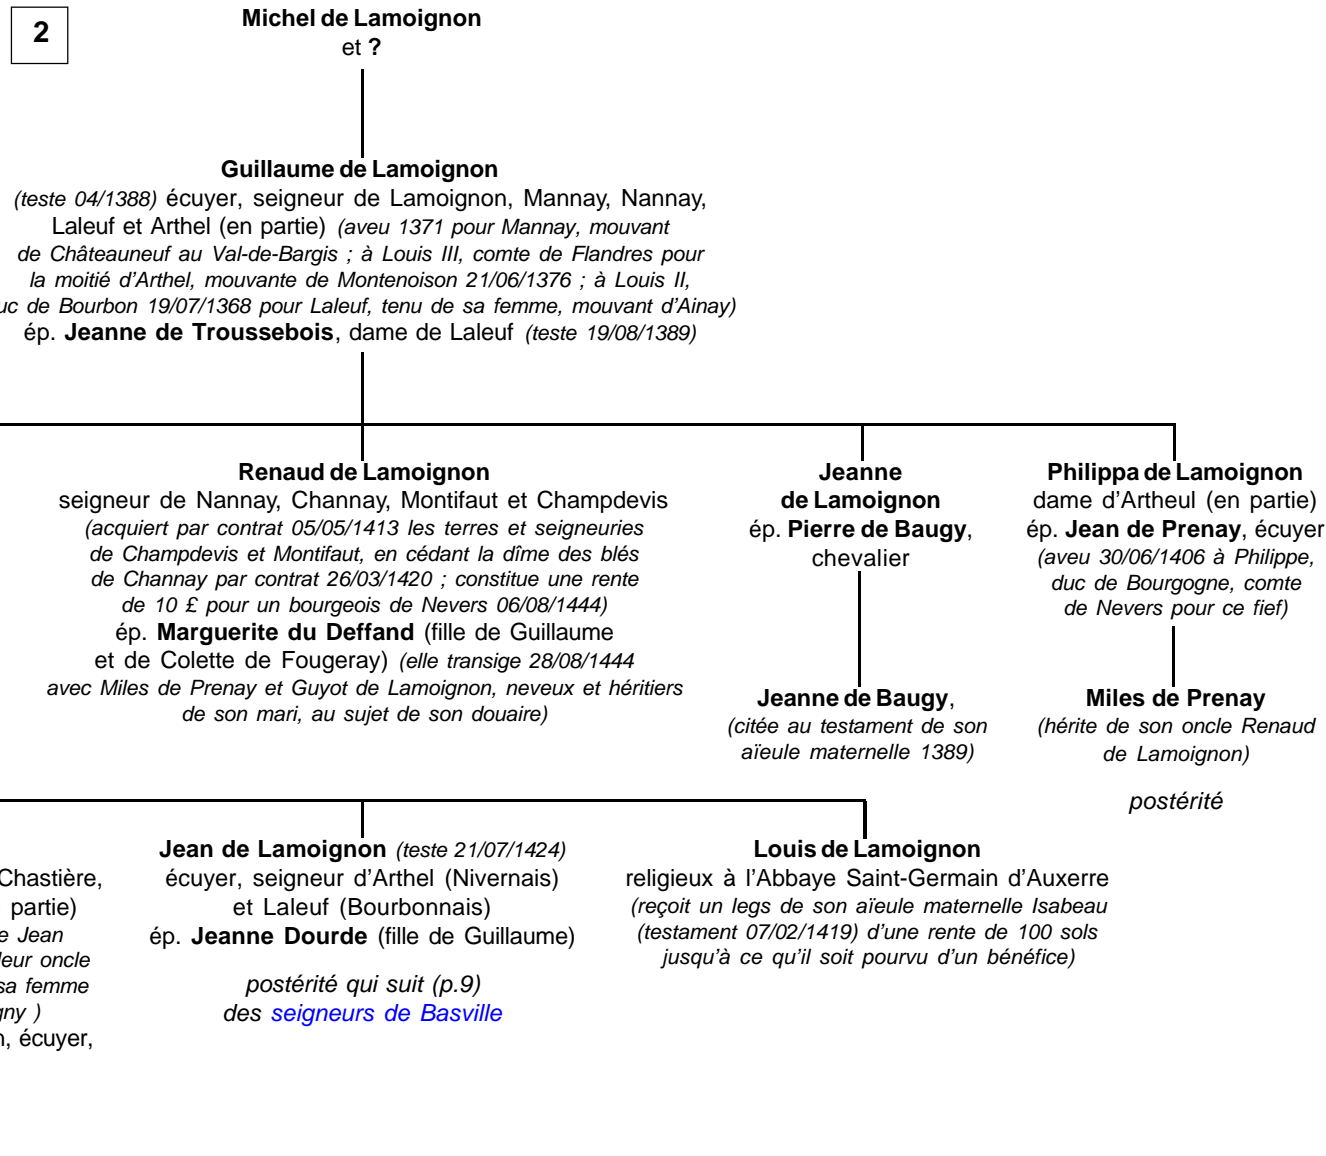 2
Michel de Lamoignon
et ?
Guillaume de Lamoignon
(teste 04/1388) écuyer, seigneur de Lamoignon, Mannay, Nannay,
Laleuf et Arthel (en partie) (aveu 1371 pour Mannay, mouvant
de Châteauneuf au Val-de-Bargis ; à Louis III, comte de Flandres pour
la moitié d'Arthel, mouvante de Montenoison 21/06/1376 ; à Louis II,
de Bourbon 19/07/1368 pour Laleuf, tenu de sa femme, mouvant d'Ainay)
ép. Jeanne de Troussebois, dame de Laleuf (teste 19/08/1389)
Renaud de Lamoignon
seigneur de Nannay, Channay, Montifaut et Champdevis
(acquiert par contrat 05/05/1413 les terres et seigneuries
de Champdevis et Montifaut, en cédant la dîme des blés
de Channay par contrat 26/03/1420 ; constitue une rente
de 10 £ pour un bourgeois de Nevers 06/08/1444)
ép. Marguerite du Deffand (fille de Guillaume
et de Colette de Fougeray) (elle transige 28/08/1444
avec Miles de Prenay et Guyot de Lamoignon, neveux et héritiers
de son mari, au sujet de son douaire)
Jeanne
de Lamoignon
ép. Pierre de Baugy,
chevalier
Jeanne de Baugy,
(citée au testament de son
aïeule maternelle 1389)
Philippa de Lamoignon
dame d'Artheul (en partie)
ép. Jean de Prenay, écuyer
(aveu 30/06/1406 à Philippe,
duc de Bourgogne, comte
de Nevers pour ce fief)
Miles de Prenay
(hérite de son oncle Renaud
de Lamoignon)
postérité
Chastière,
partie)
Jean
leur oncle
sa femme
)
écuyer,
Jean de Lamoignon (teste 21/07/1424)
écuyer, seigneur d'Arthel (Nivernais)
et Laleuf (Bourbonnais)
ép. Jeanne Dourde (fille de Guillaume)
postérité qui suit (p.9)
des seigneurs de Basville
Louis de Lamoignon
religieux à l'Abbaye Saint-Germain d'Auxerre
(reçoit un legs de son aïeule maternelle Isabeau
(testament 07/02/1419) d'une rente de 100 sols
jusqu'à ce qu'il soit pourvu d'un bénéfice)